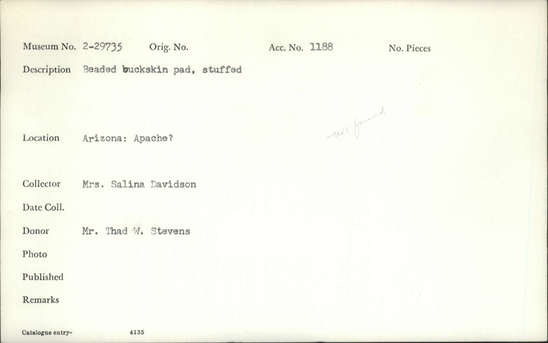 Museum No. 2-29735 Orig. No. Acc. No. 1188 No. Pieces
Description Beaded buckskin pad, stuffed
Location Arizona: Apache?
found
Collector Mrs. Salina Davidson
Date Coll.
Donor Mr. Thad W. Stevens
Photo
Published
Remarks
Catalogue entry- 4135